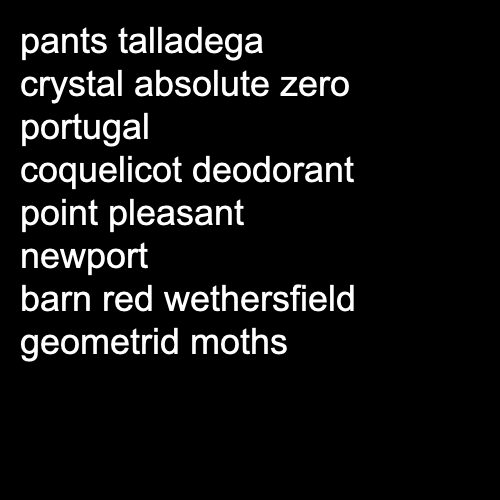 pants talladega
crystal absolute zero
portugal
coquelicot deodorant
point pleasant
newport
barn red wethersfield
geometrid moths